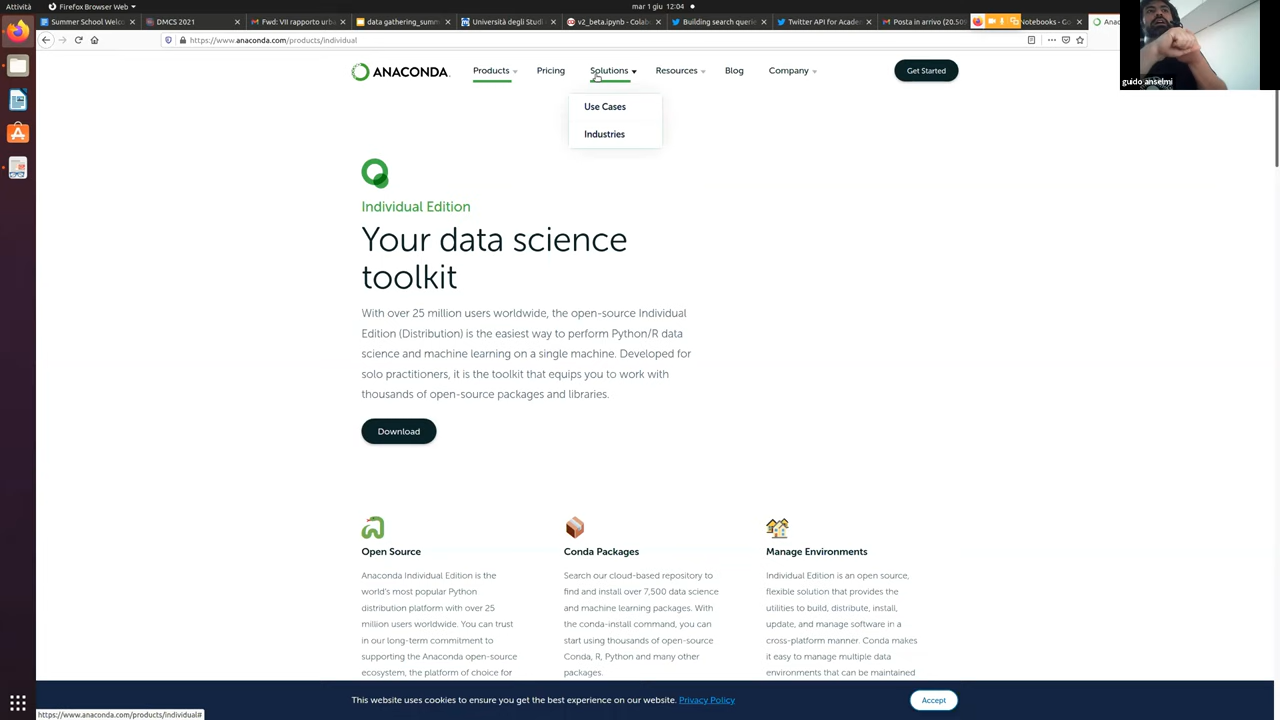 Attività
Firefox Browser Web
mar 1 giu 12:04
Summer School Welc
DMCS 2021
Fwd: VII rapporto urba
data gathering_summ
Università degli Studi
v2_beta.ipynb - Colab
Building search querie
Twitter API for Acade
Posta in arrivo (20.509
Notebooks - Go
Anac
https://www.anaconda.com/products/individual
guido anselmi
ANACONDA.
Products
Pricing
Solutions
Resources
Blog
Company
Get Started
Use Cases
Industries
Individual Edition
Your data science
toolkit
With over 25 million users worldwide, the open-source Individual
Edition (Distribution) is the easiest way to perform Python/R data
science and machine learning on a single machine. Developed for
solo practitioners, it is the toolkit that equips you to work with
thousands of open-source packages and libraries.
Download
Open Source
Anaconda Individual Edition is the
world's most popular Python
distribution platform with over 25
million users worldwide. You can trust
in our long-term commitment to
supporting the Anaconda open-source
ecosystem, the platform of choice for
Conda Packages
Search our cloud-based repository to
find and install over 7,500 data science
and machine learning packages. With
the conda-install command, you can
start using thousands of open-source
Conda, R, Python and many other
packages.
Manage Environments
Individual Edition is an open source,
flexible solution that provides the
utilities to build, distribute, install,
update, and manage software in a
cross-platform manner. Conda makes
it easy to manage multiple data
environments that can be maintained
This website uses cookies to ensure you get the best experience on our website. Privacy Policy
Accept
https://www.anaconda.com/products/individual#